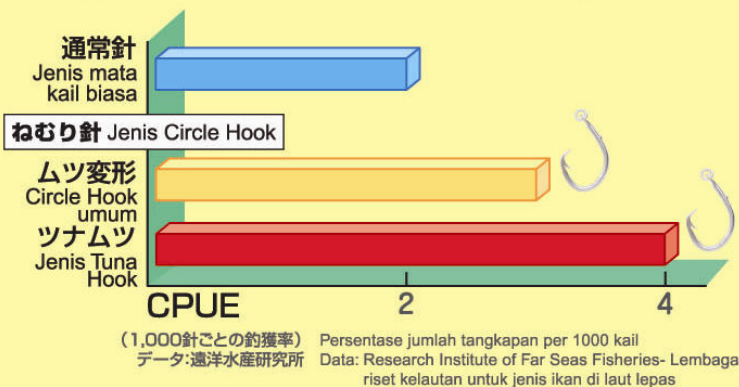 通常針
Jenis mata
kail biasa
ねむり針 Jenis Circle Hook
ムツ変形
Circle Hook
umum
ツナムツ
Jenis Tuna
Hook
CPUE 2 4
（1,000針ごとの釣獲率） Persentase jumlah tangkapan per 1000 kail
データ:遠洋水産研究所 Data: Research Institute of Far Seas Fisheries- Lembaga
riset kelautan untuk jenis ikan di laut lepas